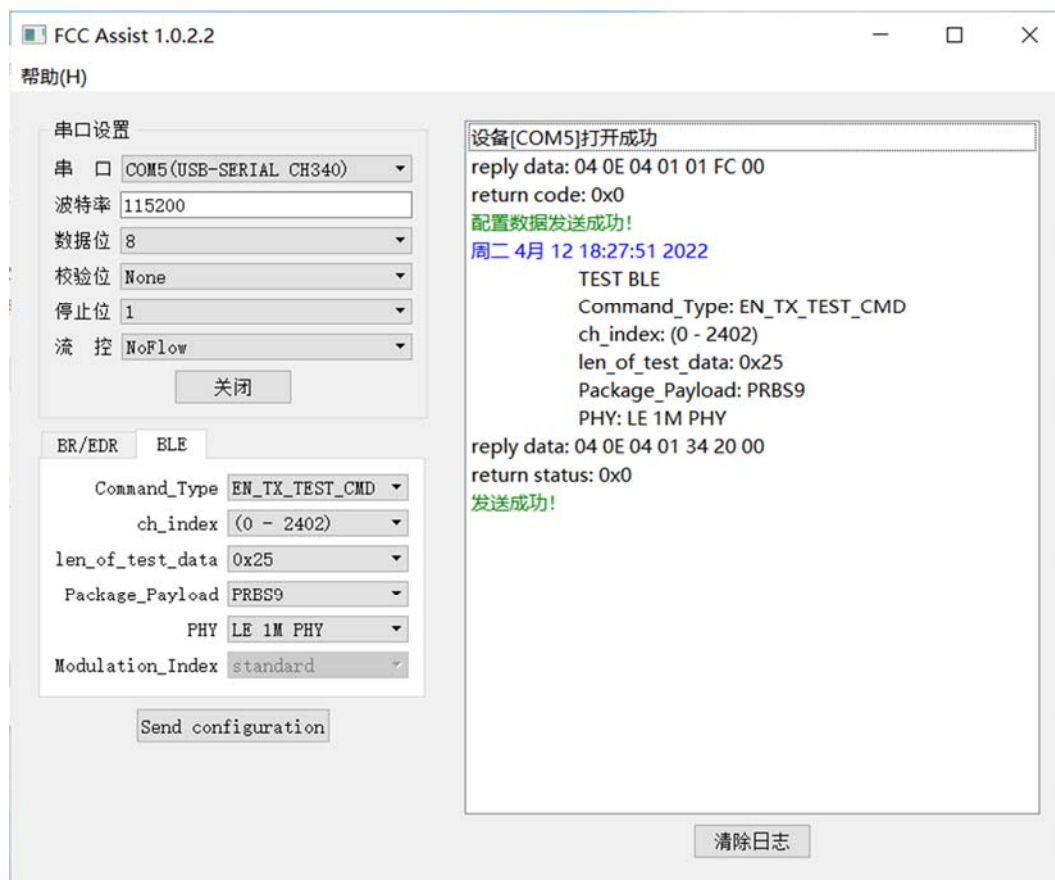 FCC Assist 1.0.2.2
帮助(H)
串口设置
串 口 COM5(USB-SERIAL CH340)
波特率 115200
数据位 8
校验位 None
停止位 1
流 控 NoFlow
关闭
BR/EDR BLE
Command_Type EN_TX_TEST_CMD
ch_index (0 - 2402)
len_of_test_data 0x25
Package_Payload PRBS9
PHY LE 1M PHY
Modulation_Index standard
Send configuration
设备[COM5]打开成功
reply data: 04 0E 04 01 01 FC 00
return code: 0x0
配置数据发送成功!
周二 4月 12 18:27:51 2022
TEST BLE
Command_Type: EN_TX_TEST_CMD
ch_index: (0 - 2402)
len_of_test_data: 0x25
Package_Payload: PRBS9
PHY: LE 1M PHY
reply data: 04 0E 04 01 34 20 00
return status: 0x0
发送成功!
清除日志